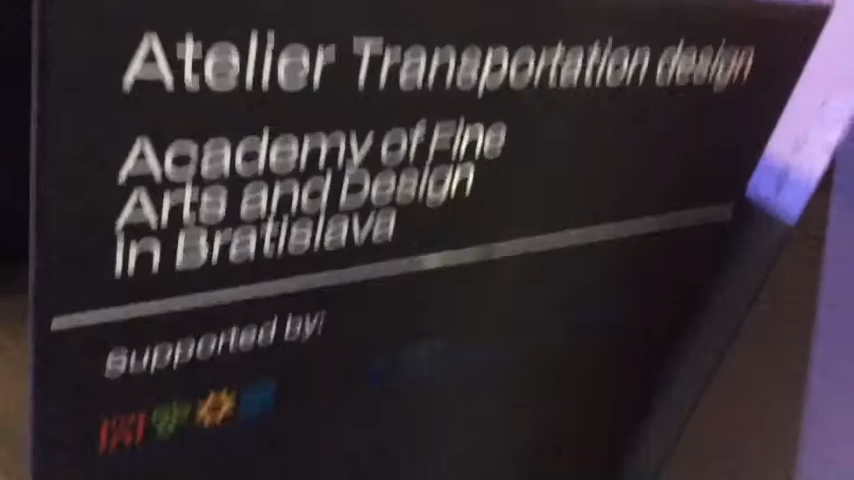 Atelier Transportation design
Academy of Fine
Arts and Design
in Bratislava
Supported by: